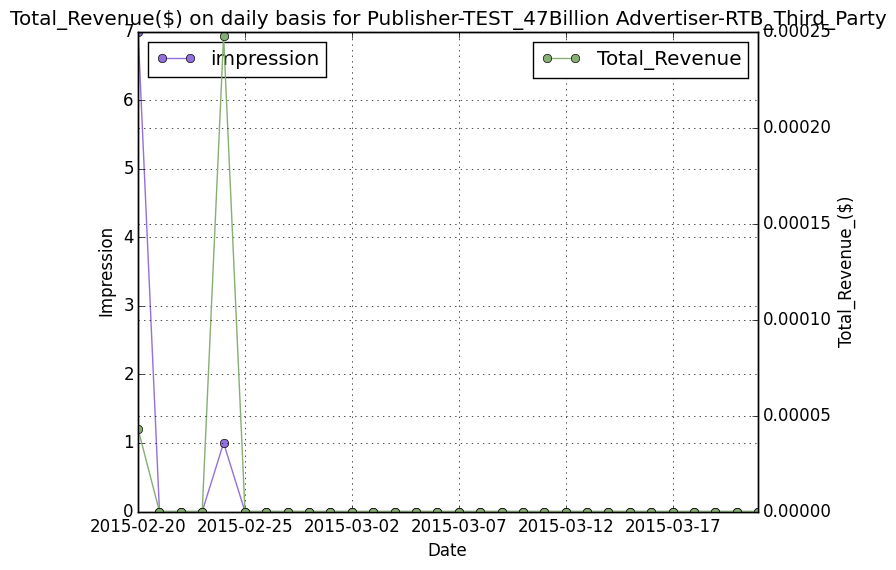 Total_Revenue($) on daily basis for Publisher-TEST_47Billion Advertiser-RTB_Third_Party
impression
Total_Revenue
7
6
5
4
3
2
1
0
Impression
0.00025
0.00020
0.00015
0.00010
0.00005
0.00000
Total_Revenue_($)
2015-02-20 2015-02-25 2015-03-02 2015-03-07 2015-03-12 2015-03-17
Date